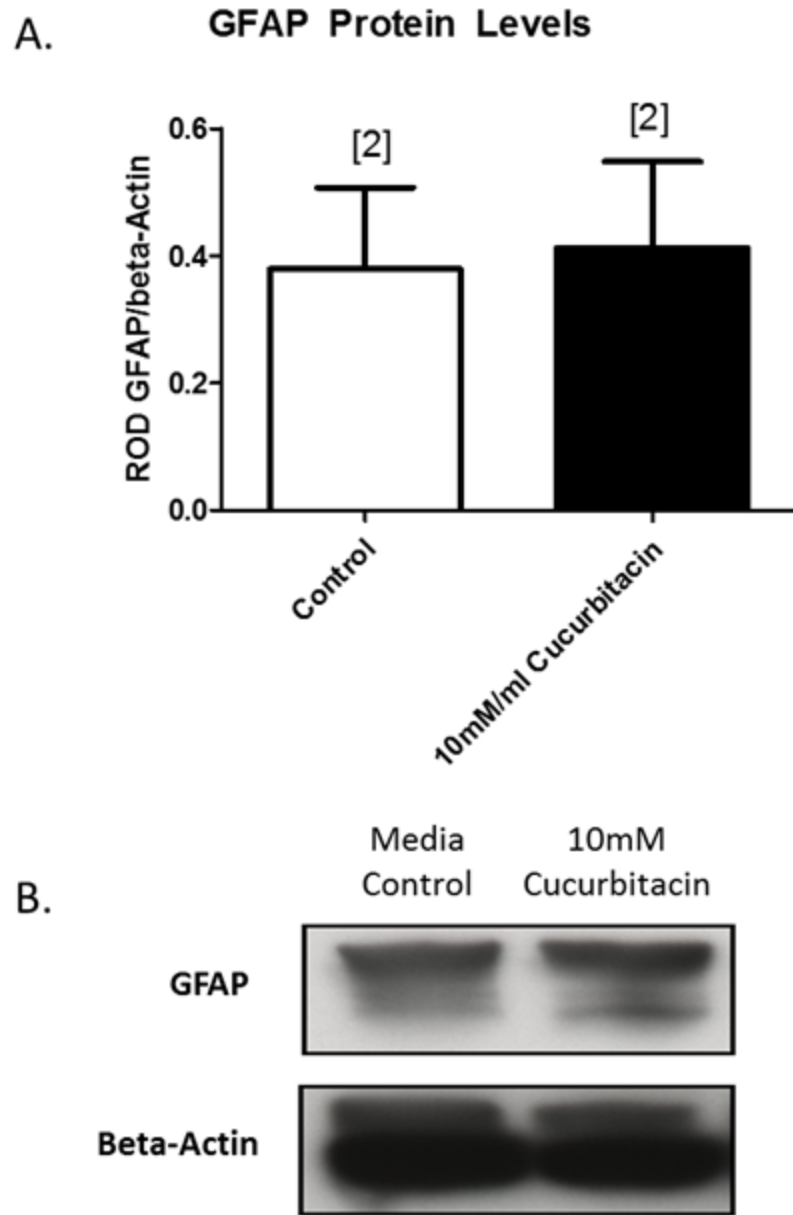 A.
GFAP Protein Levels
[2]
[2]
ROD GFAP/beta-Actin
0.6
0.4
0.2
0.0
Control
10mM/ml Cucurbitacin
B.
Media
Control
10mM
Cucurbitacin
GFAP
Beta-Actin